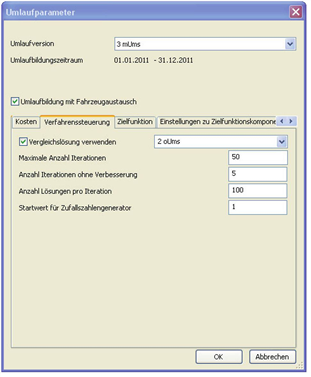 Umlaufparameter
Umlaufversion 3 mUms
Umlaufbildungszeitraum 01.01.2011 - 31.12.2011
Umlaufbildung mit Fahrzeugaustausch
Kosten Verfahrenssteuerung Zielfunktion Einstellungen zu Zielfunktionskompone
Vergleichslösung verwenden 2 oUms
Maximale Anzahl Iterationen 50
Anzahl Iterationen ohne Verbesserung 5
Anzahl Lösungen pro Iteration 100
Startwert für Zufallszahlengenerator 1
OK Abbrechen